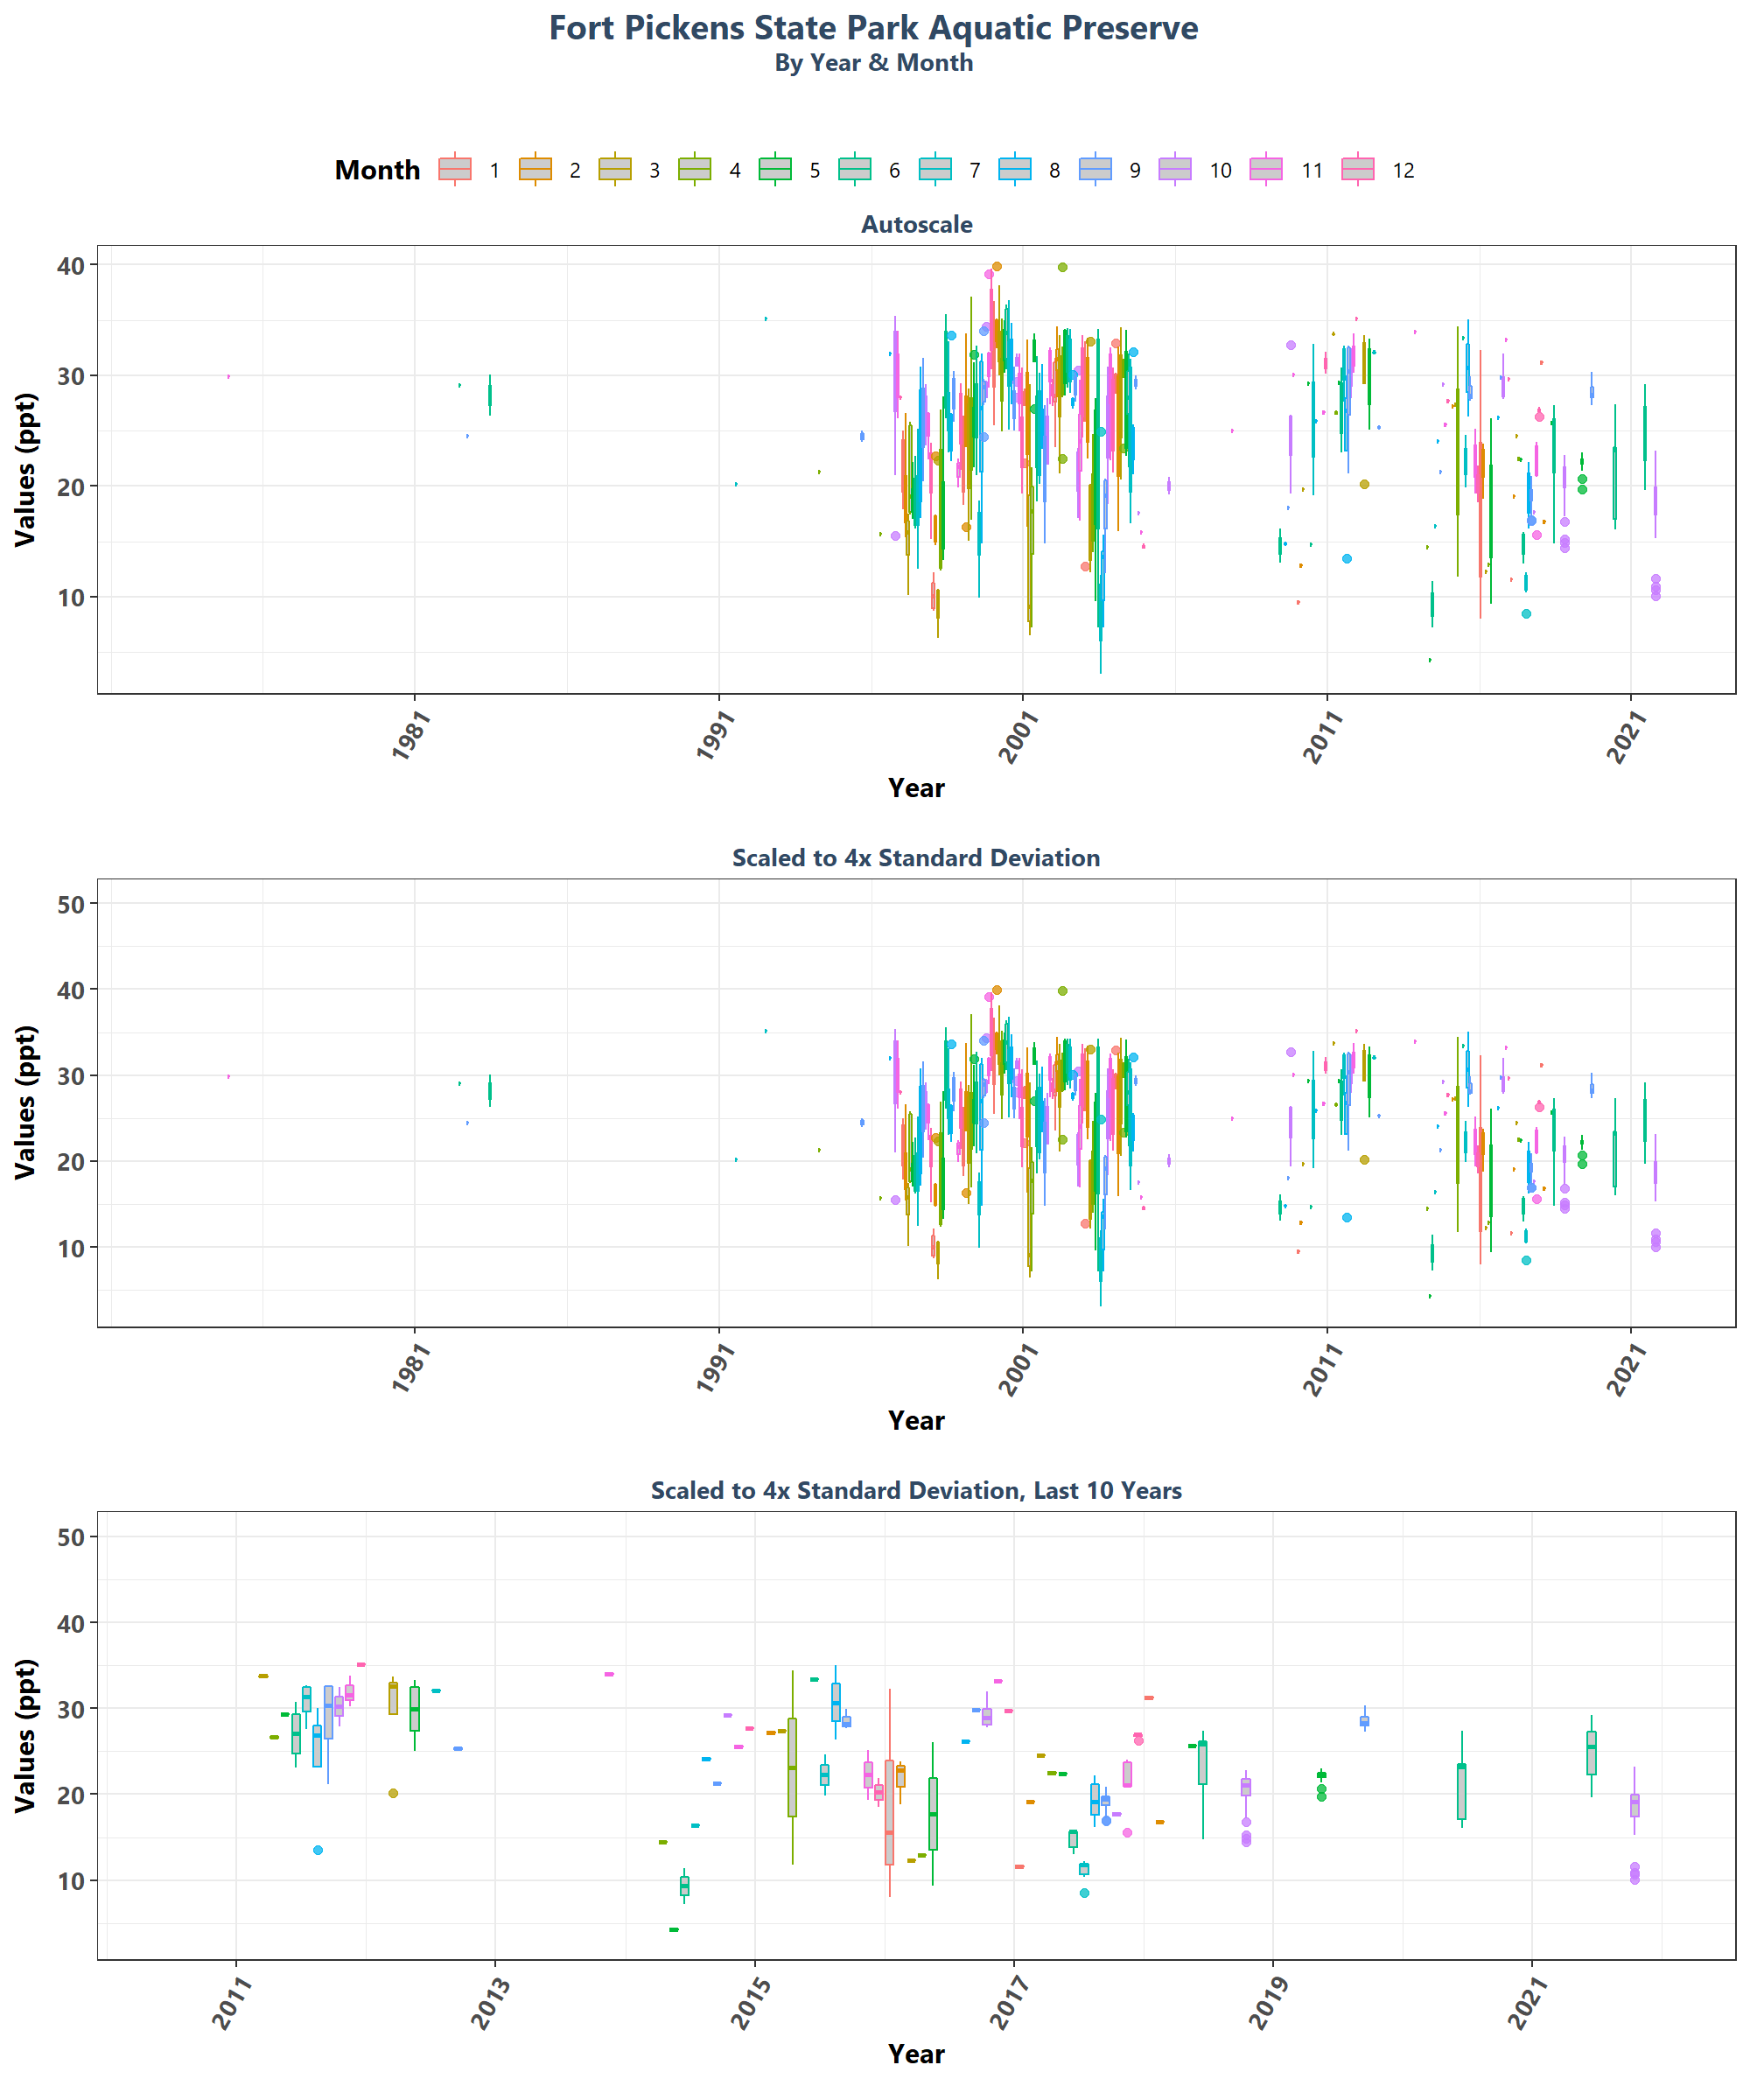 Fort Pickens State Park Aquatic Preserve
By Year & Month
Month 1 2 3 4 5 6 7 8 9 10 11 12
Autoscale
Values (ppt)
40
30
20
10
1981 1991 2001 2011 2021
Year
Scaled to 4x Standard Deviation
Values (ppt)
50
40
30
20
10
1981 1991 2001 2011 2021
Year
Scaled to 4x Standard Deviation, Last 10 Years
Values (ppt)
50
40
30
20
10
2011 2013 2015 2017 2019 2021
Year